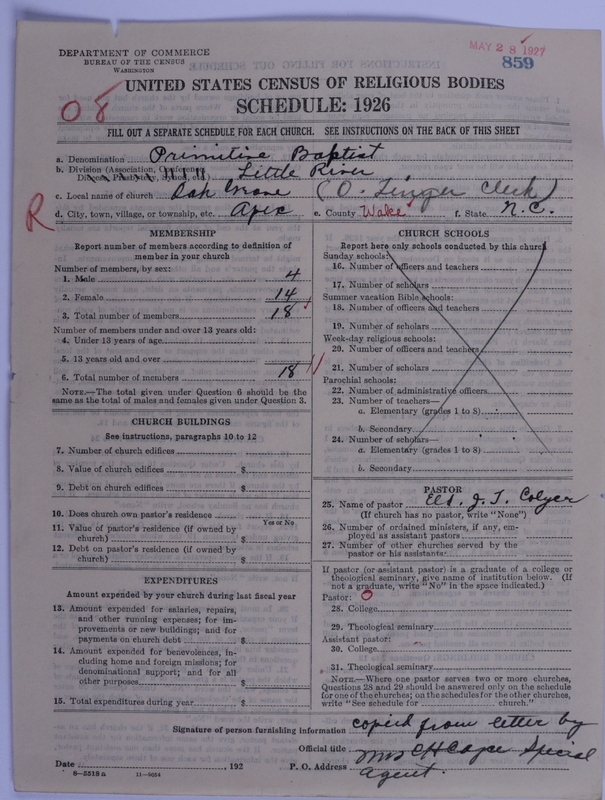 DEPARTMENT OF COMMERCE
BUREAU OF THE CENSUS
WASHINGTON
MAY 28 1927
859
UNITED STATES CENSUS OF RELIGIOUS BODIES
SCHEDULE: 1926
08
FILL OUT A SEPARATE SCHEDULE FOR EACH CHURCH. SEE INSTRUCTIONS ON THE BACK OF THIS SHEET
a. Denomination Primitive Baptist
b. Division (Association, Conference, Diocese, Presbytery, Synod, etc.) Little River
c. Local name of church Oak Grove (O. Clerk)
R
d. City, town, village, or township, etc. Apex e. County Wake f. State N.C.
MEMBERSHIP
Report number of members according to definition of
member in your church
Number of members, by sex:
1. Male 4
2. Female 14
3. Total number of members 18
Number of members under and over 13 years old:
4. Under 13 years of age
5. 13 years old and over
6. Total number of members 18
NOTE.—The total given under Question 6 should be the
same as the total of males and females given under Question 3.
CHURCH BUILDINGS
See instructions, paragraphs 10 to 12
7. Number of church edifices
8. Value of church edifices $
9. Debt on church edifices $
10. Does church own pastor's residence
Yes or No
11. Value of pastor's residence (if owned by
church) $
12. Debt on pastor's residence (if owned by
church) $
EXPENDITURES
Amount expended by your church during last fiscal year
13. Amount expended for salaries, repairs,
and other running expenses; for im-
provements or new buildings; and for
payments on church debt $
14. Amount expended for benevolences, in-
cluding home and foreign missions; for
denominational support; and for all
other purposes $
15. Total expenditures during year $
CHURCH SCHOOLS
Report here only schools conducted by this church
Sunday schools:
16. Number of officers and teachers
17. Number of scholars
Summer vacation Bible schools:
18. Number of officers and teachers
19. Number of scholars
Week-day religious schools:
20. Number of officers and teachers
21. Number of scholars
Parochial schools:
22. Number of administrative officers
23. Number of teachers—
a. Elementary (grades 1 to 8)
b. Secondary
24. Number of scholars—
a. Elementary (grades 1 to 8)
b. Secondary
PASTOR
25. Name of pastor Eld. J. T. Colyer
(If church has no pastor, write "None")
26. Number of ordained ministers, if any, em-
ployed as assistant pastors
27. Number of other churches served by the
pastor or his assistants
If pastor (or assistant pastor) is a graduate of a college or
theological seminary, give name of institution below. (If
not a graduate, write "No" in the space indicated.)
Pastor: 0
28. College
29. Theological seminary
Assistant pastor:
30. College
31. Theological seminary
NOTE.—Where one pastor serves two or more churches,
Questions 28 and 29 should be answered only on the schedule
for one of the churches; on the schedules for the other churches,
write "See schedule for church."
Signature of person furnishing information copied from letter by
Official title Mrs C H Special
Date , 192 P. O. Address agent.
8-5518a 11-9054